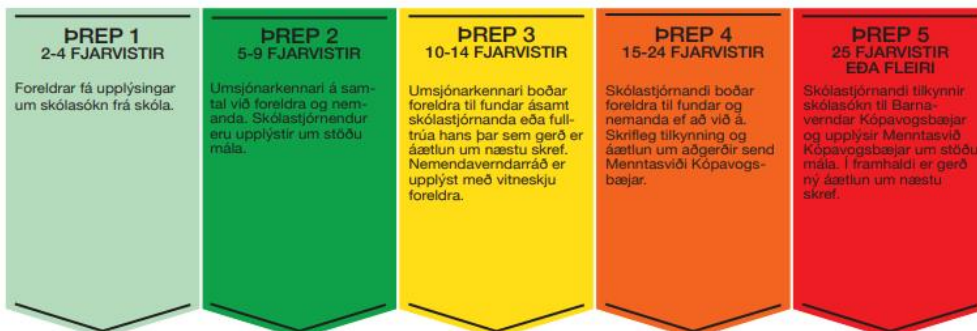 ÞREP 1
2-4 FJARVISTIR
Foreldrar fá upplýsingar
um skólasókn frá skóla.
ÞREP 2
5-9 FJARVISTIR
Umsjónarkennari á sam-
tal við foreldra og nem-
anda. Skólastjórnendur
eru upplýstir um stöðu
mála.
ÞREP 3
10-14 FJARVISTIR
Umsjónarkennari boðar
foreldra til fundar ásamt
skólastjórnanda eða full-
trúa hans þar sem gerð er
áætlun um næstu skref.
Nemendaverndarráð er
upplýst með vitneskju
foreldra.
ÞREP 4
15-24 FJARVISTIR
Skólastjórnandi boðar
foreldra til fundar og
nemanda ef að við á.
Skrifleg tilkynning og
áætlun um aðgerðir send
Menntasviði Kópavogs-
bæjar.
ÞREP 5
25 FJARVISTIR
EÐA FLEIRI
Skólastjórnandi tilkynnir
skólasókn til Barna-
verndar Kópavogsbæjar
og upplýsir Menntasvið
Kópavogsbæjar um stöðu
mála. Í framhaldi er gerð
ný áætlun um næstu
skref.